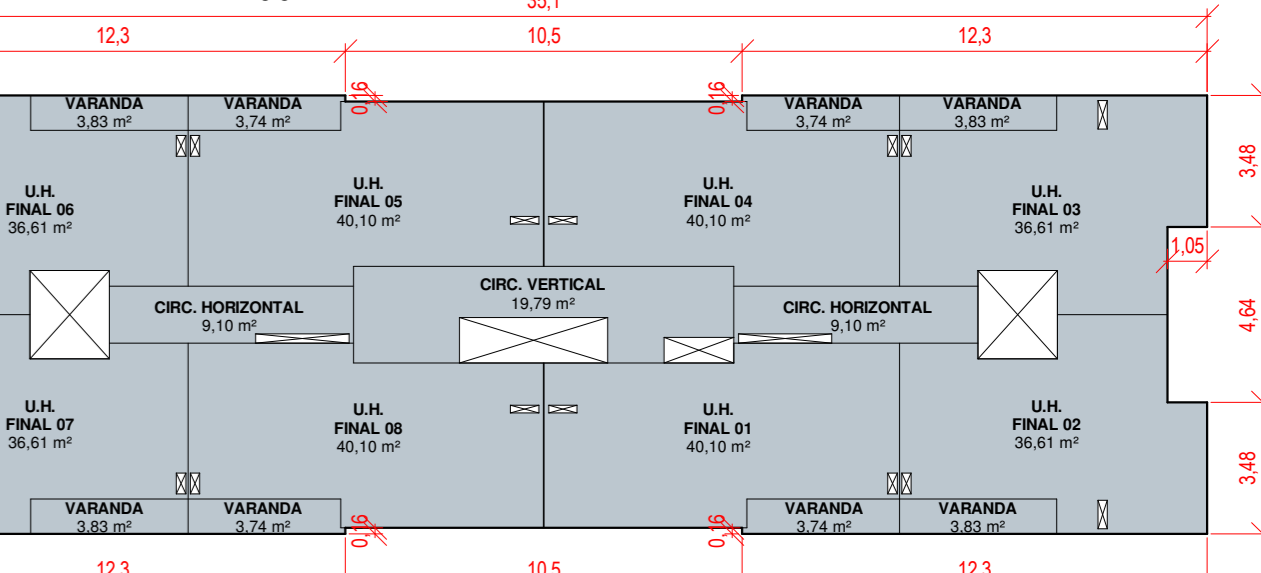 35,1
12,3
10,5
12,3
0,16
0,16
VARANDA
3,83 m²
VARANDA
3,74 m²
VARANDA
3,74 m²
VARANDA
3,83 m²
3,48
U.H.
FINAL 06
36,61 m²
U.H.
FINAL 05
40,10 m²
U.H.
FINAL 04
40,10 m²
U.H.
FINAL 03
36,61 m²
1,05
CIRC. HORIZONTAL
9,10 m²
CIRC. VERTICAL
19,79 m²
CIRC. HORIZONTAL
9,10 m²
4,64
U.H.
FINAL 07
36,61 m²
U.H.
FINAL 08
40,10 m²
U.H.
FINAL 01
40,10 m²
U.H.
FINAL 02
36,61 m²
3,48
VARANDA
3,83 m²
VARANDA
3,74 m²
VARANDA
3,74 m²
VARANDA
3,83 m²
0,16
0,16
12,3
10,5
12,3